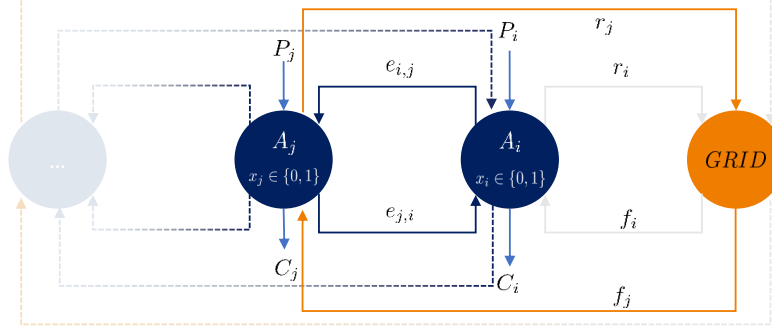 r_j
P_j
P_i
e_{i,j}
r_i
A_j
A_i
...
x_j ∈ {0, 1}
x_i ∈ {0, 1}
GRID
e_{j,i}
f_i
C_j
C_i
f_j